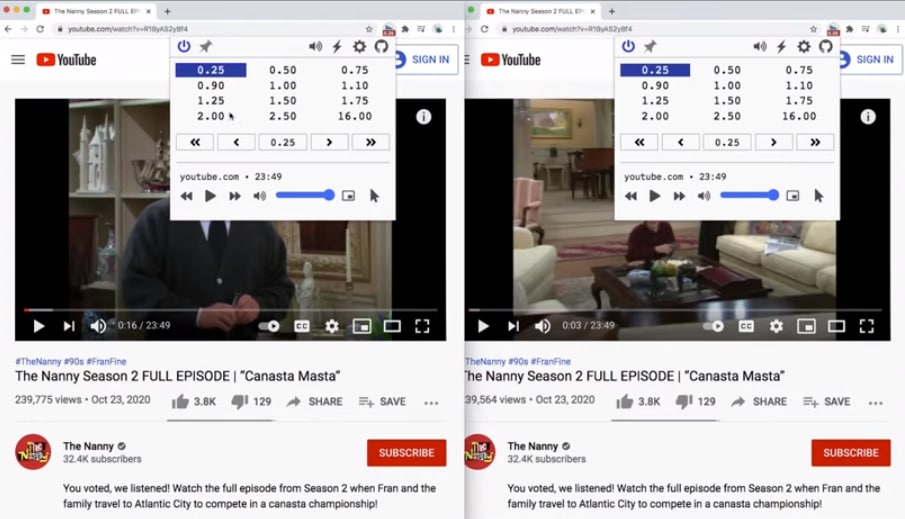 The Nanny Season 2 FULL EPI
youtube.com/watch?v=R1ByAS2yBf4
YouTube
SIGN IN
0.25 0.50 0.75
0.90 1.00 1.10
1.25 1.50 1.75
2.00 2.50 16.00
0.25
youtube.com • 23:49
0:16 / 23:49
CC
#TheNanny #90s #FranFine
The Nanny Season 2 FULL EPISODE | “Canasta Masta”
239,775 views • Oct 23, 2020
3.8K 129 SHARE SAVE
The Nanny
The Nanny
32.4K subscribers
SUBSCRIBE
You voted, we listened! Watch the full episode from Season 2 when Fran and the
family travel to Atlantic City to compete in a canasta championship!
The Nanny Season 2 FULL EPI
youtube.com/watch?v=R1ByAS2yBf4
YouTube
SIGN IN
0.25 0.50 0.75
0.90 1.00 1.10
1.25 1.50 1.75
2.00 2.50 16.00
0.25
youtube.com • 23:49
0:03 / 23:49
CC
#TheNanny #90s #FranFine
The Nanny Season 2 FULL EPISODE | “Canasta Masta”
39,564 views • Oct 23, 2020
3.8K 129 SHARE SAVE
The Nanny
The Nanny
32.4K subscribers
SUBSCRIBE
You voted, we listened! Watch the full episode from Season 2 when Fran and the
family travel to Atlantic City to compete in a canasta championship!